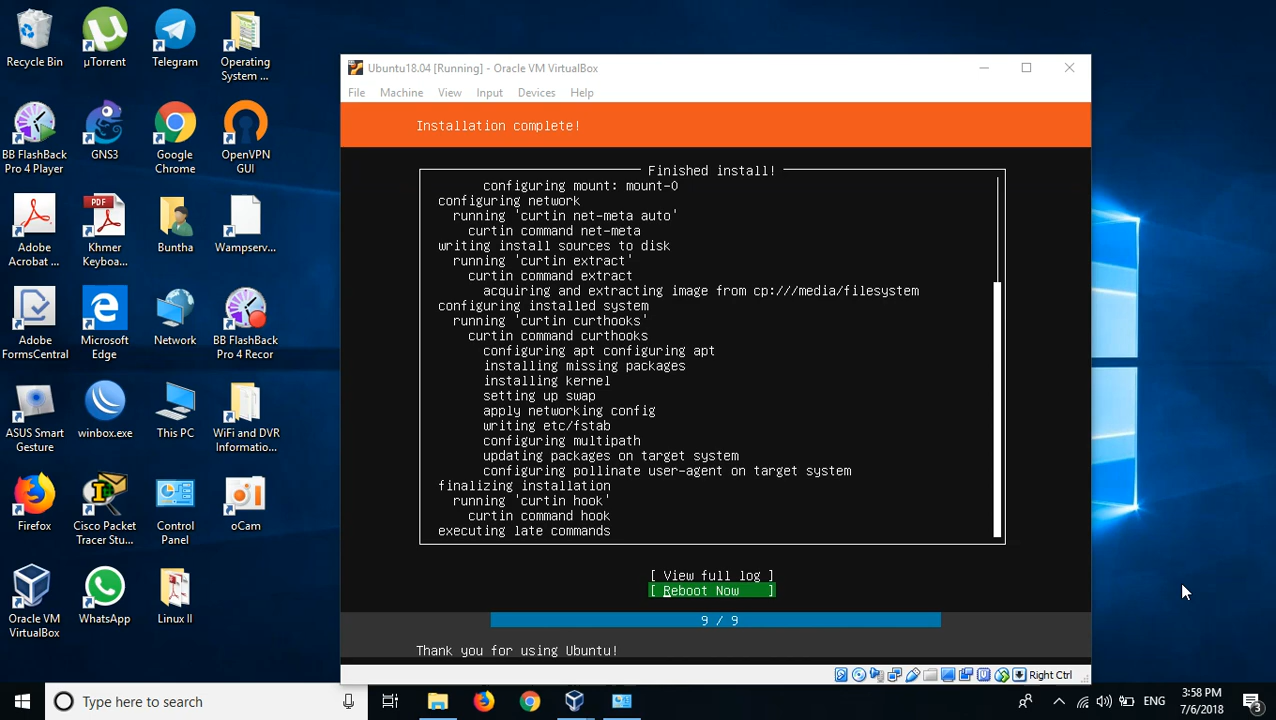 Recycle Bin
µTorrent
Telegram
Operating
System ...
BB FlashBack
Pro 4 Player
GNS3
Google
Chrome
OpenVPN
GUI
Adobe
Acrobat ...
Khmer
Keyboa...
Buntha
Wampserv...
Adobe
FormsCentral
Microsoft
Edge
Network
BB FlashBack
Pro 4 Recor
ASUS Smart
Gesture
winbox.exe
This PC
WiFi and DVR
Informatio...
Firefox
Cisco Packet
Tracer Stu...
Control
Panel
oCam
Oracle VM
VirtualBox
WhatsApp
Linux II
PDF
Ubuntu18.04 [Running] - Oracle VM VirtualBox
File Machine View Input Devices Help
Installation complete!
Finished install!
configuring mount: mount-0
configuring network
running 'curtin net-meta auto'
curtin command net-meta
writing install sources to disk
running 'curtin extract'
curtin command extract
acquiring and extracting image from cp:///media/filesystem
configuring installed system
running 'curtin curthooks'
curtin command curthooks
configuring apt configuring apt
installing missing packages
installing kernel
setting up swap
apply networking config
writing etc/fstab
configuring multipath
updating packages on target system
configuring pollinate user-agent on target system
finalizing installation
running 'curtin hook'
curtin command hook
executing late commands
[ View full log ]
[ Reboot Now ]
9 / 9
Thank you for using Ubuntu!
Right Ctrl
Type here to search
ENG
3:58 PM
7/6/2018
3